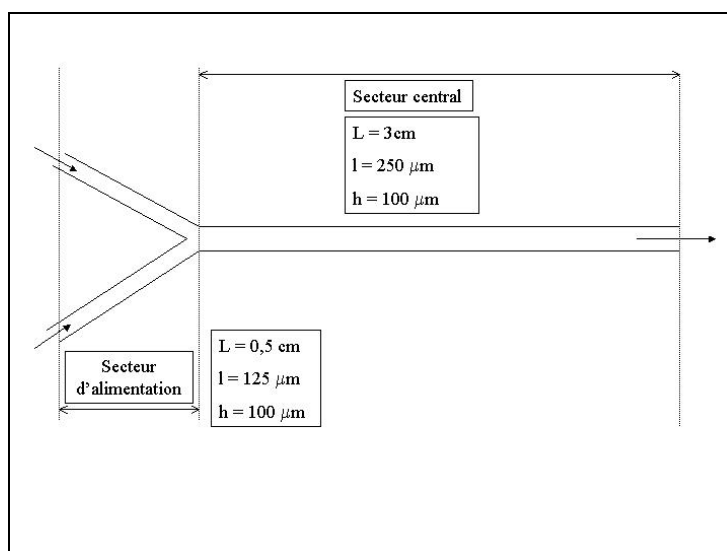 Secteur central
L = 3cm
l = 250 μm
h = 100 μm
Secteur
d'alimentation
L = 0,5 cm
l = 125 μm
h = 100 μm